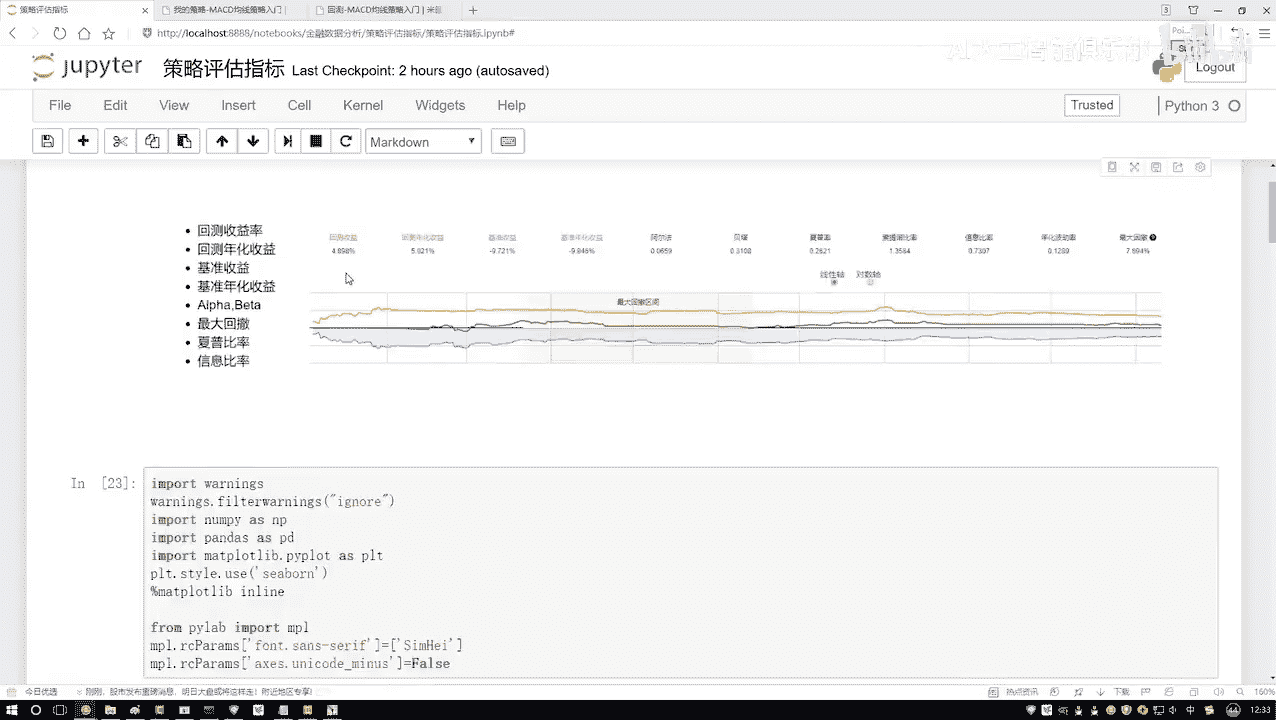 策略评估指标
我的策略-MACD均线策略入门
回测-MACD均线策略入门 | 米筐
http://localhost:8888/notebooks/金融数据分析/策略评估指标/策略评估指标.ipynb#
jupyter 策略评估指标 Last Checkpoint: 2 hours ago (autosaved)
Logout
File Edit View Insert Cell Kernel Widgets Help
Trusted
Python 3
Markdown
回测收益率
回测年化收益
基准收益
基准年化收益
Alpha,Beta
最大回撤
夏普比率
信息比率
回测收益 回测年化收益 基准收益 基准年化收益 阿尔法 贝塔 夏普率 索提诺比率 信息比率 年化波动率 最大回撤
4.898% 5.021% -9.721% -9.946% 0.0659 0.3108 0.2621 1.3584 0.7307 0.1289 7.894%
线性轴 对数轴
最大回撤区间
In [23]:
import warnings
warnings.filterwarnings("ignore")
import numpy as np
import pandas as pd
import matplotlib.pyplot as plt
plt.style.use('seaborn')
%matplotlib inline
from pylab import mpl
mpl.rcParams['font.sans-serif']=['SimHei']
mpl.rcParams['axes.unicode_minus']=False
今日优选
刚刚，股市发布重磅消息，明日大盘或将这样走！附近地区专享！
热点资讯
下载
160%
中
12:33